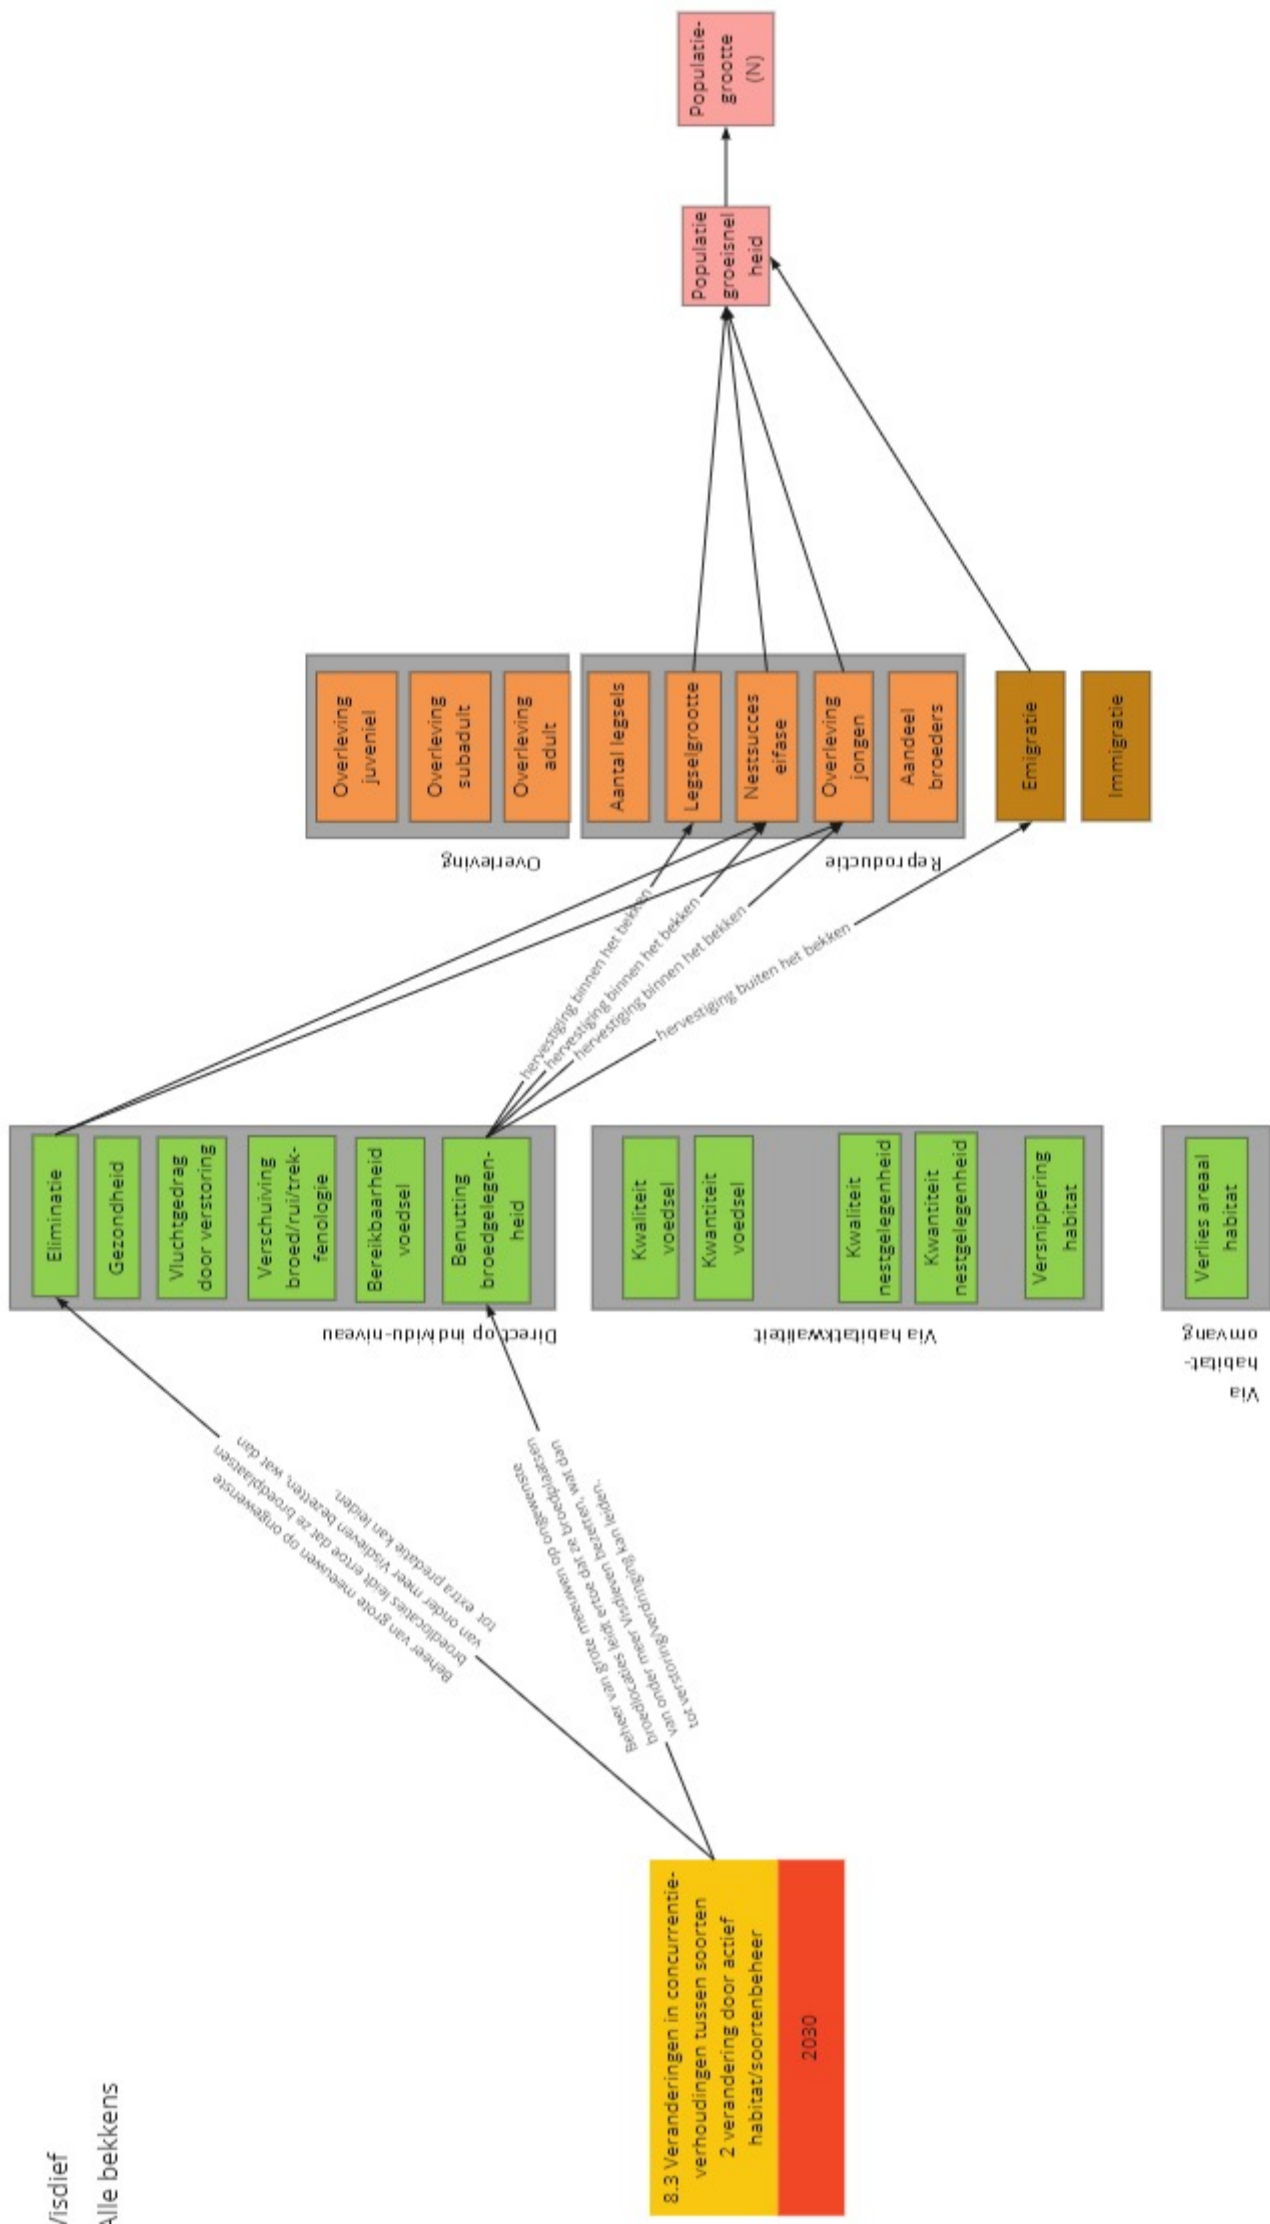 Visdief
Alle bekkens
8.3 Veranderingen in concurrentie-
verhoudingen tussen soorten
2 verandering door actief
habitat/soortenbeheer
2030
Beheer van grote meeuwen op ongewenste
broedlocaties leidt ertoe dat ze broedplaatsen
van onder meer Visdieven bezetten, wat dan
tot extra predatie kan leiden.
Beheer van grote meeuwen op ongewenste
broedlocaties leidt ertoe dat ze broedplaatsen
van onder meer Visdieven bezetten, wat dan
tot verstoring/verdringing kan leiden.
Direct op individu-niveau
Eliminatie
Gezondheid
Vluchtgedrag
door verstoring
Verschuiving
broed/rui/trek-
fenologie
Bereikbaarheid
voedsel
Benutting
broedgelegen-
heid
Via habitatkwaliteit
Kwaliteit
voedsel
Kwantiteit
voedsel
Kwaliteit
nestgelegenheid
Kwantiteit
nestgelegenheid
Versnippering
habitat
Via
habitat-
omvang
Verlies areaal
habitat
hervestiging binnen het bekken
hervestiging binnen het bekken
hervestiging binnen het bekken
hervestiging buiten het bekken
Overleving
Overleving
juveniel
Overleving
subadult
Overleving
adult
Reproductie
Aantal legsels
Legselgrootte
Nestsucces
eifase
Overleving
jongen
Aandeel
broeders
Emigratie
Immigratie
Populatie
groeisnel
heid
Populatie-
grootte
(N)